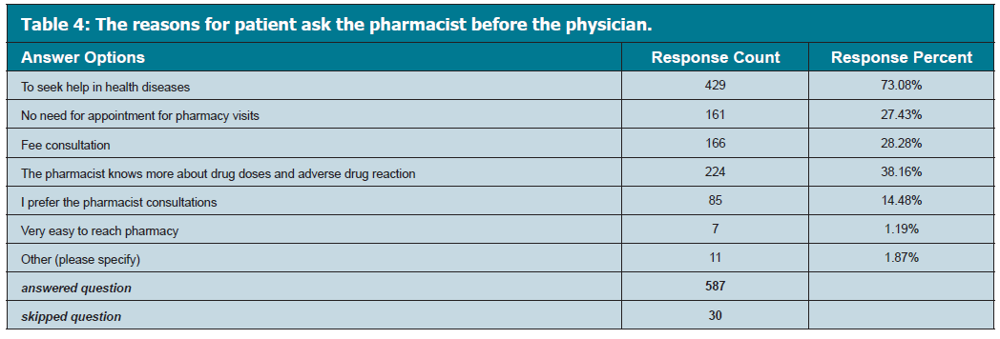 Table 4: The reasons for patient ask the pharmacist before the physician.
Answer Options Response Count Response Percent
To seek help in health diseases 429 73.08%
No need for appointment for pharmacy visits 161 27.43%
Fee consultation 166 28.28%
The pharmacist knows more about drug doses and adverse drug reaction 224 38.16%
I prefer the pharmacist consultations 85 14.48%
Very easy to reach pharmacy 7 1.19%
Other (please specify) 11 1.87%
answered question 587
skipped question 30